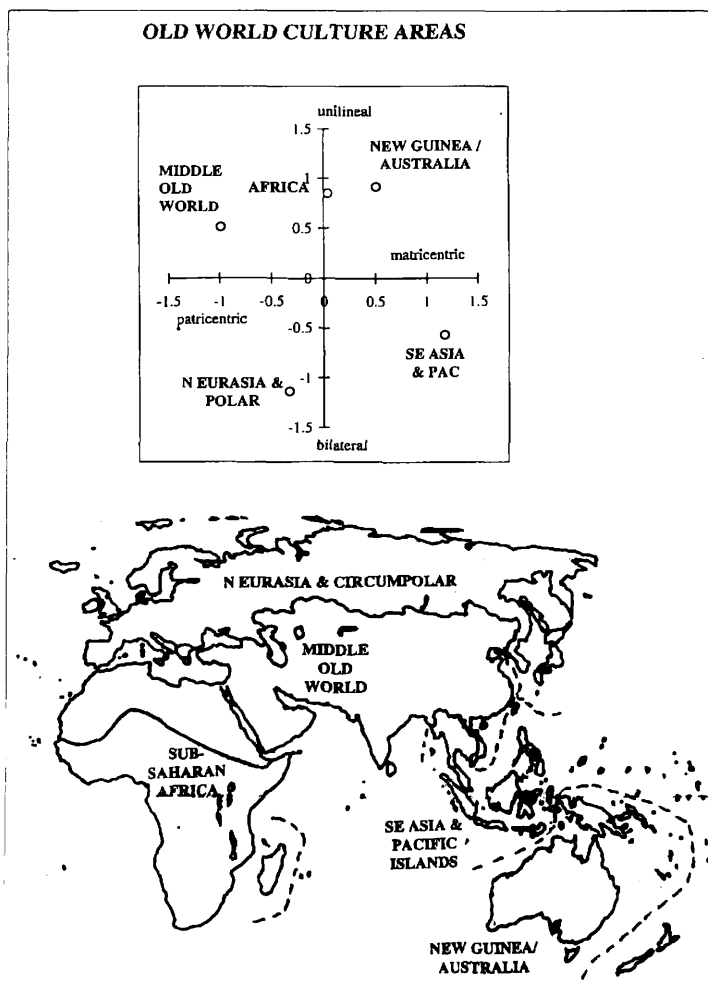 OLD WORLD CULTURE AREAS
unilineal
1.5
NEW GUINEA /
AUSTRALIA
MIDDLE
OLD
WORLD
AFRICA
1
0.5
matricentric
0
-1.5 -1 -0.5 0 0.5 1 1.5
patricentric
-0.5
SE ASIA
& PAC
-1
N EURASIA &
POLAR
-1.5
bilateral
N EURASIA & CIRCUMPOLAR
MIDDLE
OLD
WORLD
SUB-
SAHARAN
AFRICA
SE ASIA &
PACIFIC
ISLANDS
NEW GUINEA/
AUSTRALIA